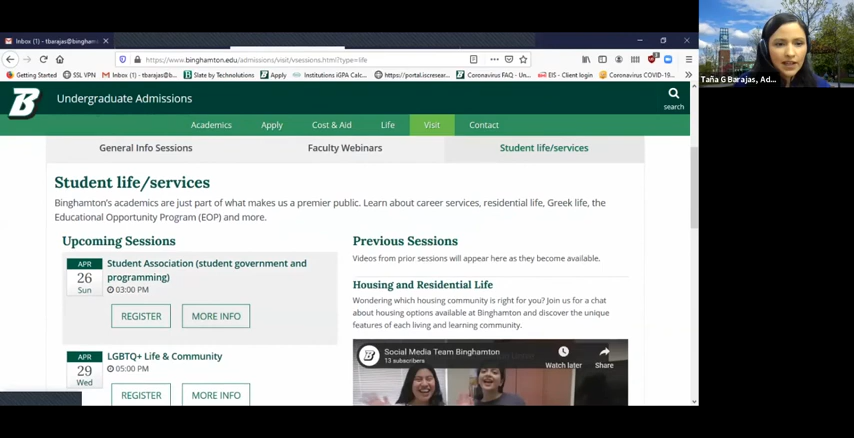 Inbox (1) - tbarajas@bingham
https://www.binghamton.edu/admissions/visit/vsessions.html?type=life
Getting Started
SSL VPN
Inbox (1) - tbarajas@b...
Slate by Technolutions
Apply
Institutions iGPA Calc...
https://portal.iscresear...
Coronavirus FAQ - Un...
EIS - Client login
Coronavirus COVID-19...
Taña G Barajas, Ad...
B
Undergraduate Admissions
search
Academics
Apply
Cost & Aid
Life
Visit
Contact
General Info Sessions
Faculty Webinars
Student life/services
Student life/services
Binghamton's academics are just part of what makes us a premier public. Learn about career services, residential life, Greek life, the
Educational Opportunity Program (EOP) and more.
Upcoming Sessions
APR
26
Sun
Student Association (student government and
programming)
03:00 PM
REGISTER
MORE INFO
APR
29
Wed
LGBTQ+ Life & Community
05:00 PM
REGISTER
MORE INFO
Previous Sessions
Videos from prior sessions will appear here as they become available.
Housing and Residential Life
Wondering which housing community is right for you? Join us for a chat
about housing options available at Binghamton and discover the unique
features of each living and learning community.
B
Social Media Team Binghamton
13 subscribers
Watch later
Share